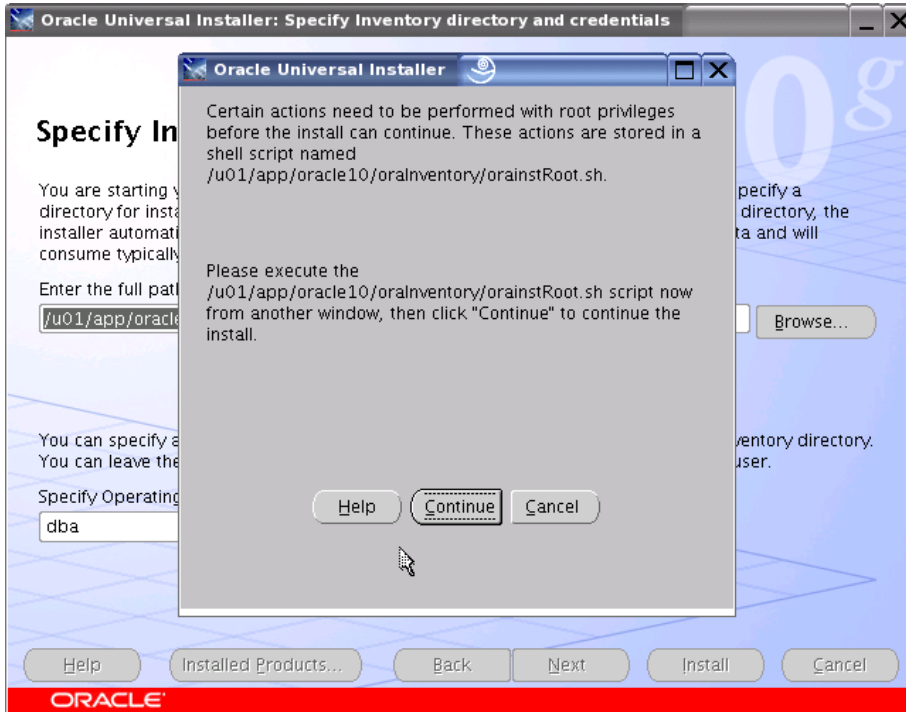 Oracle Universal Installer: Specify Inventory directory and credentials
Oracle Universal Installer
0g
Specify In
You are starting
directory for insta
installer automati
consume typically
Enter the full pat
/u01/app/oracle
Certain actions need to be performed with root privileges
before the install can continue. These actions are stored in a
shell script named
/u01/app/oracle10/oraInventory/orainstRoot.sh.
Please execute the
/u01/app/oracle10/oraInventory/orainstRoot.sh script now
from another window, then click "Continue" to continue the
install.
pecify a
directory, the
ta and will
Browse...
You can specify a
You can leave the
entory directory.
user.
Specify Operating
dba
Help
Continue
Cancel
Help
Installed Products...
Back
Next
Install
Cancel
ORACLE